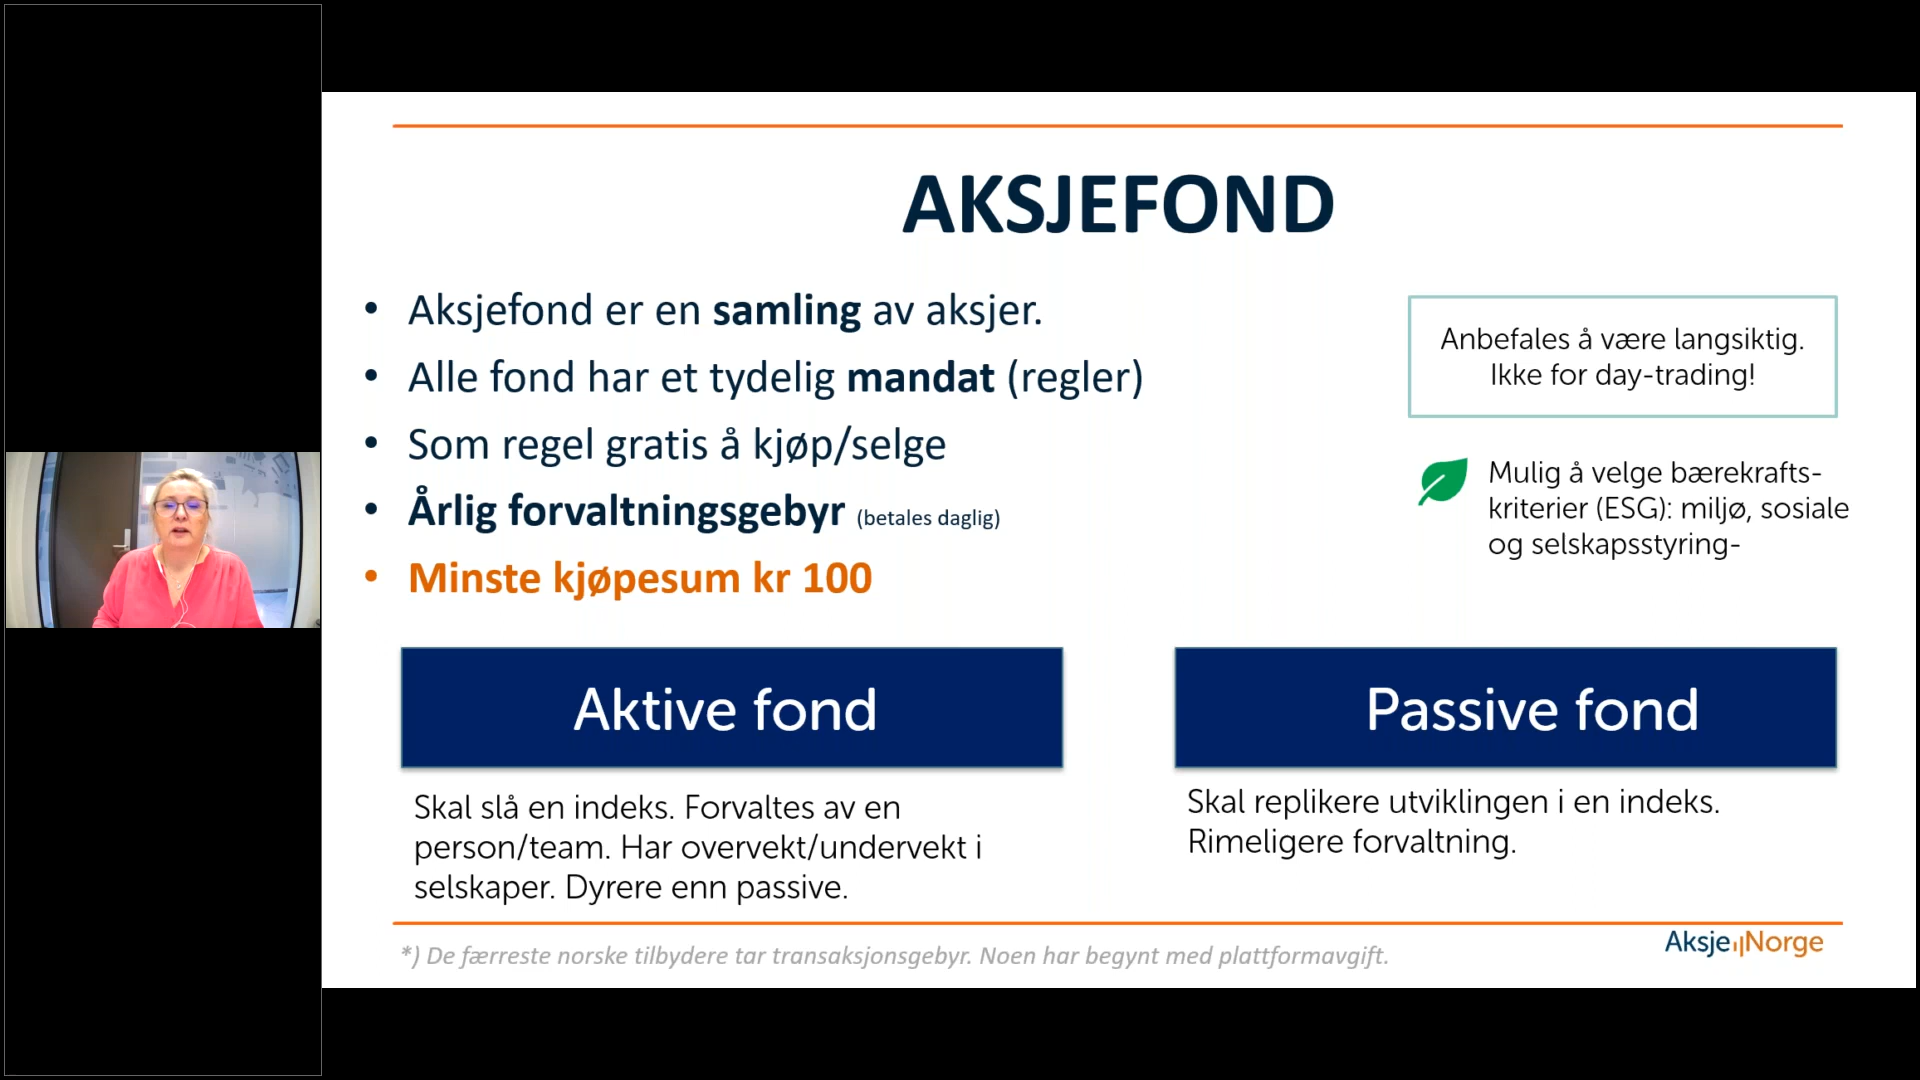 AKSJEFOND
• Aksjefond er en samling av aksjer.
• Alle fond har et tydelig mandat (regler)
• Som regel gratis å kjøp/selge
• Årlig forvaltningsgebyr (betales daglig)
• Minste kjøpesum kr 100
Anbefales å være langsiktig.
Ikke for day-trading!
Mulig å velge bærekrafts-
kriterier (ESG): miljø, sosiale
og selskapsstyring-
Aktive fond
Skal slå en indeks. Forvaltes av en
person/team. Har overvekt/undervekt i
selskaper. Dyrere enn passive.
Passive fond
Skal replikere utviklingen i en indeks.
Rimeligere forvaltning.
*) De færreste norske tilbydere tar transaksjonsgebyr. Noen har begynt med plattformavgift.
AksjeNorge